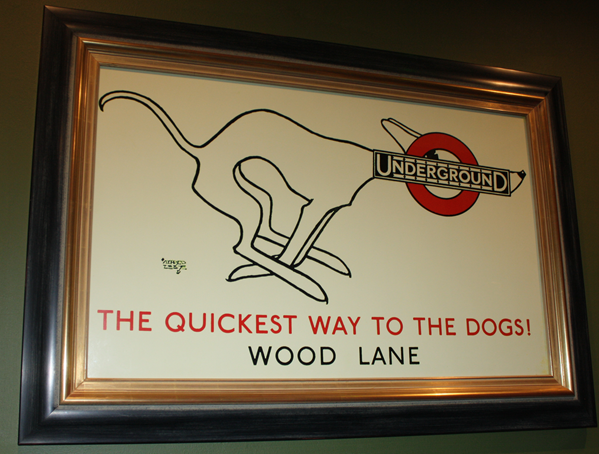 UNDERGROUND
THE QUICKEST WAY TO THE DOGS!
WOOD LANE